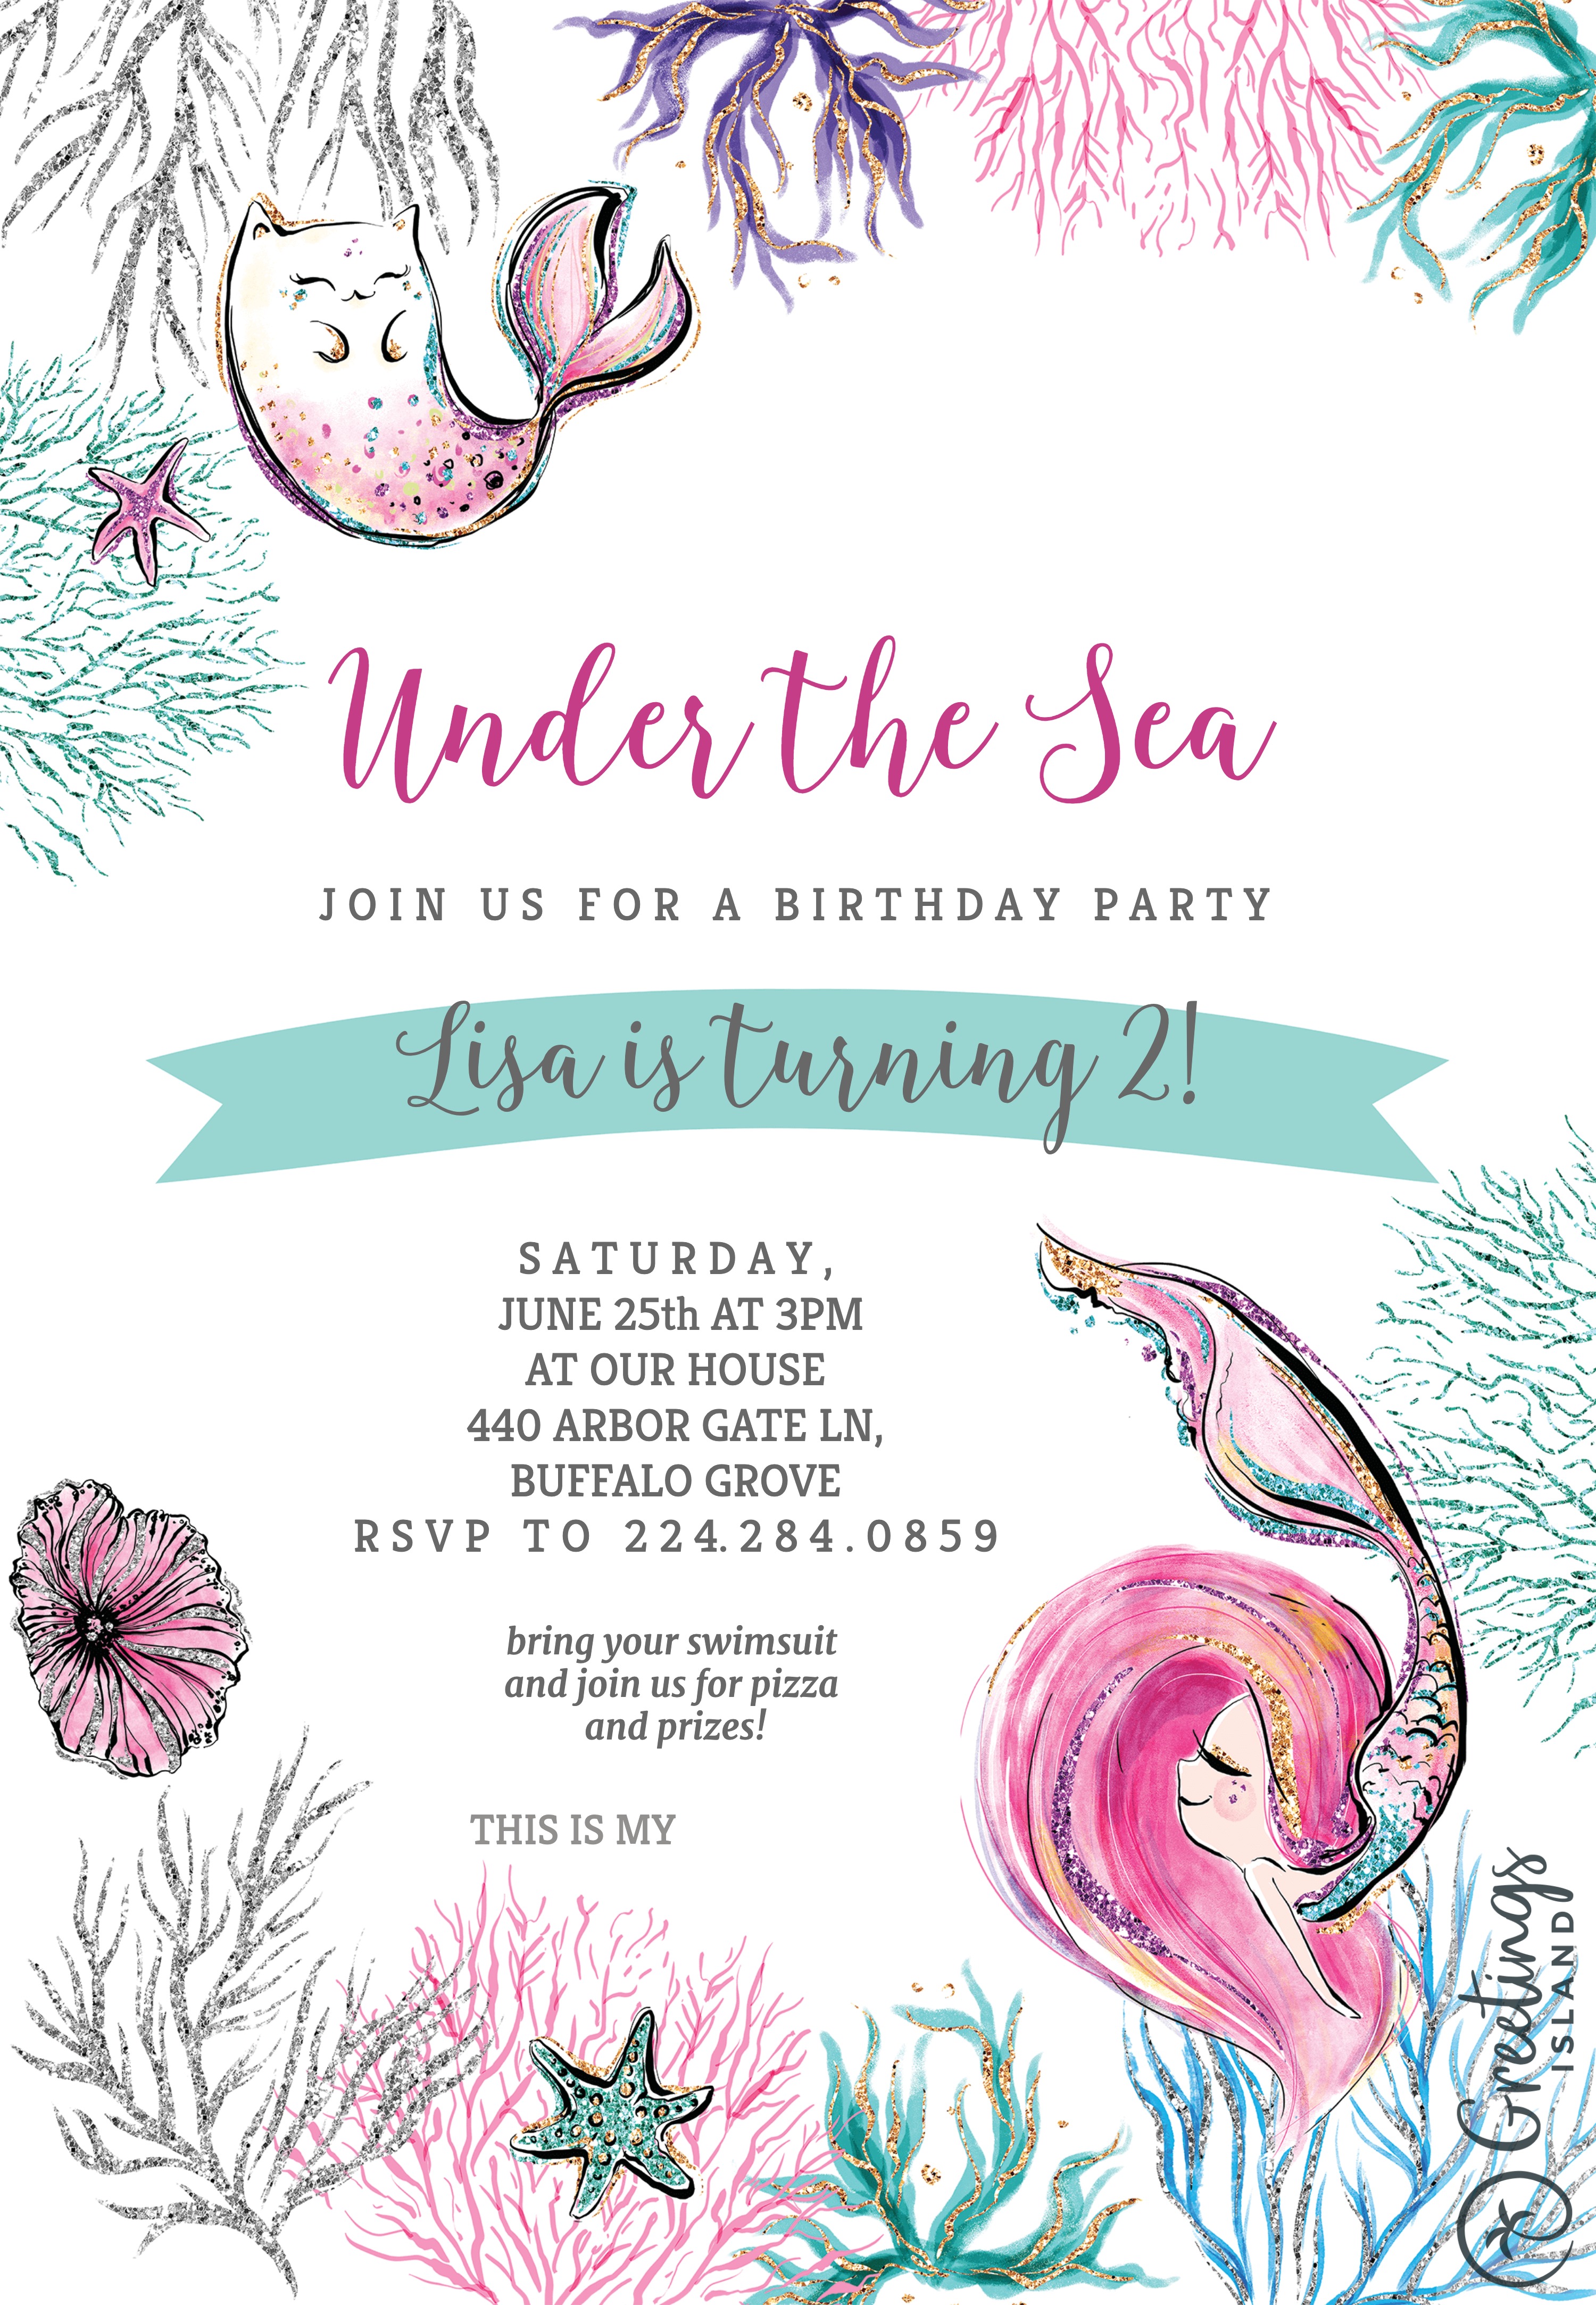 Under the Sea
JOIN US FOR A BIRTHDAY PARTY
Lisa is turning 2!
SATURDAY,
JUNE 25th AT 3PM
AT OUR HOUSE
440 ARBOR GATE LN,
BUFFALO GROVE
RSVP TO 224.284.0859
bring your swimsuit
and join us for pizza
and prizes!
THIS IS MY
Greetings
ISLAND